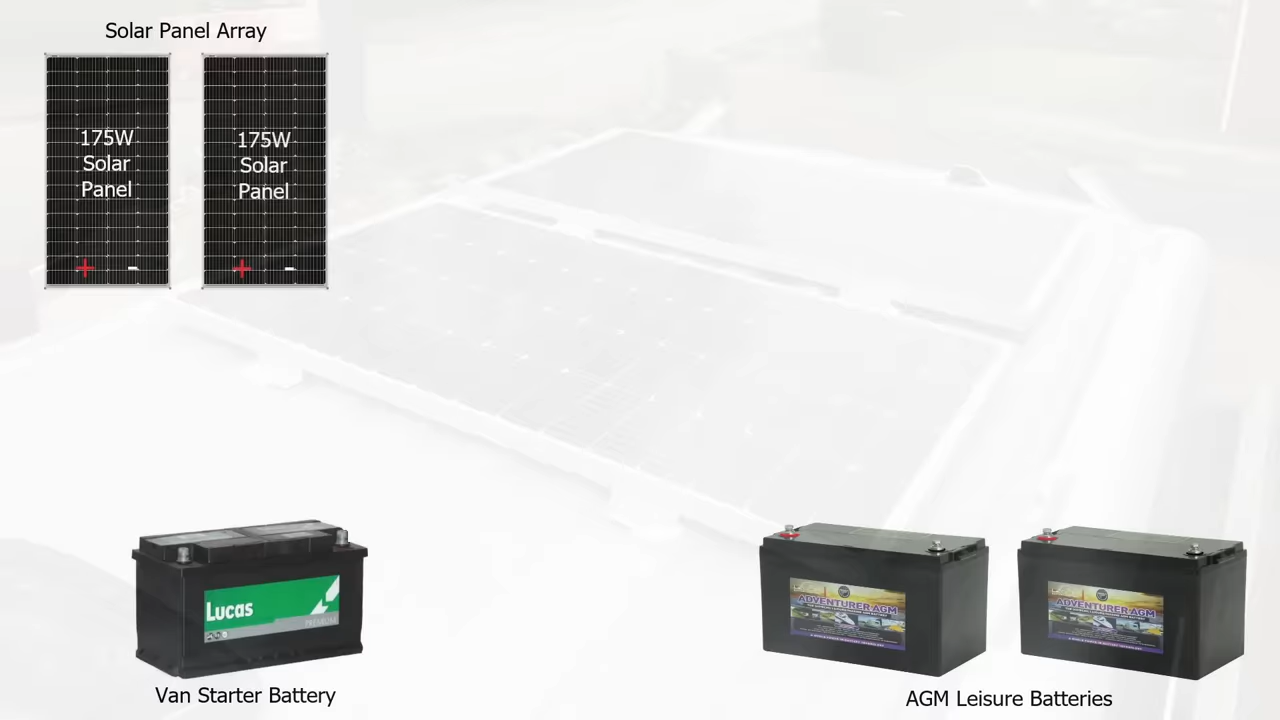 Solar Panel Array
175W
Solar
Panel
175W
Solar
Panel
Lucas
PREMIUM
ADVENTURER AGM
ADVENTURER AGM
Van Starter Battery
AGM Leisure Batteries